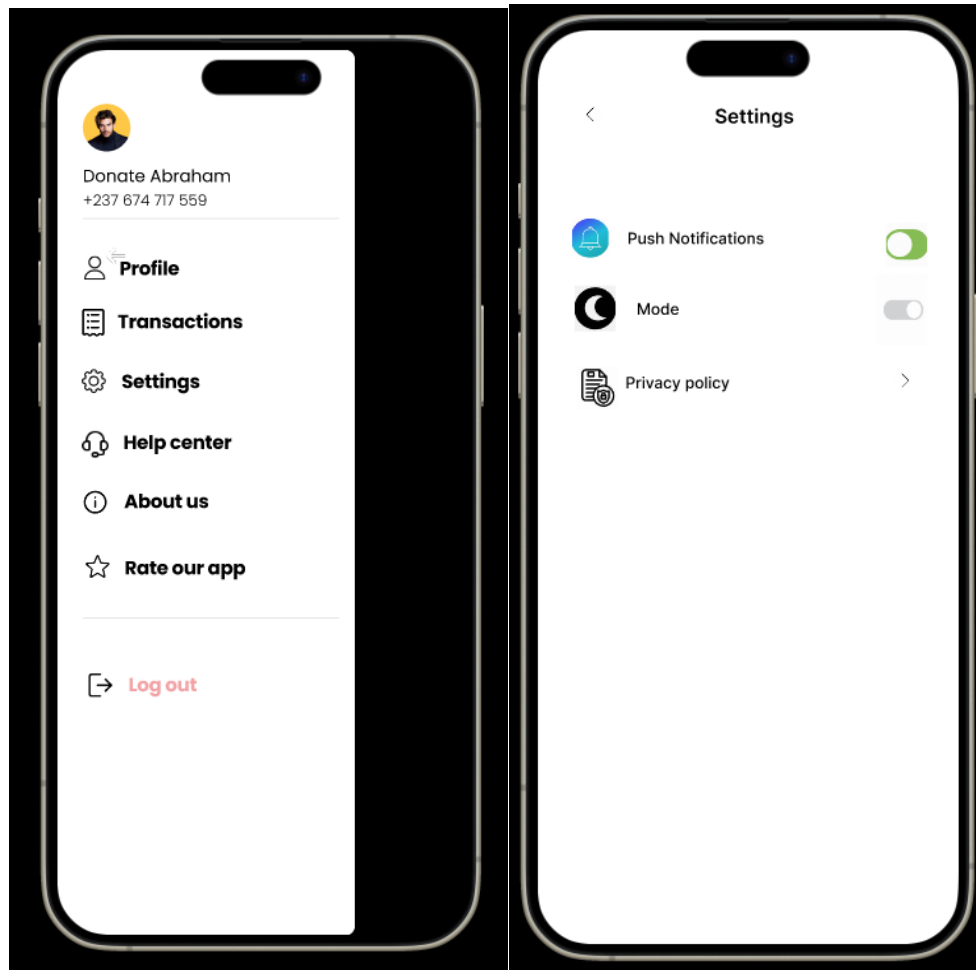 Donate Abraham
+237 674 717 559
Profile
Transactions
Settings
Help center
About us
Rate our app
Log out
Settings
Push Notifications
Mode
Privacy policy